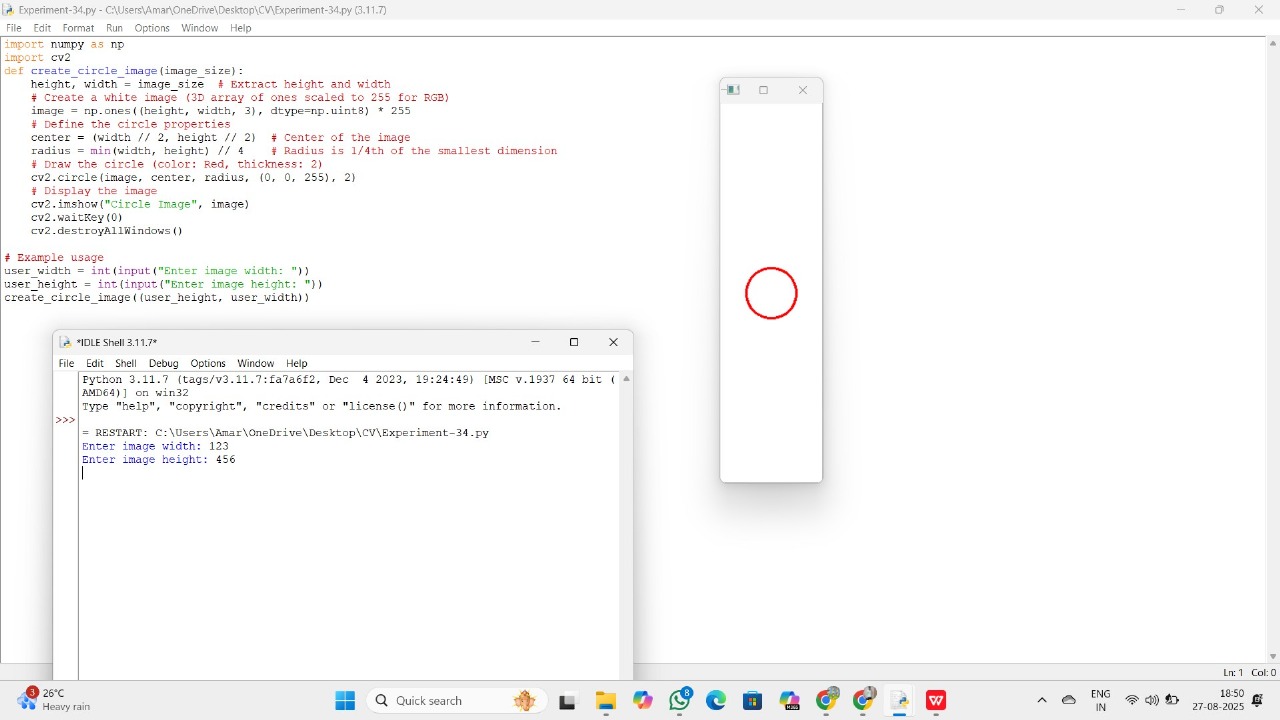 Experiment-34.py - C:\Users\Amar\OneDrive\Desktop\CV\Experiment-34.py (3.11.7)
File Edit Format Run Options Window Help
import numpy as np
import cv2
def create_circle_image(image_size):
    height, width = image_size  # Extract height and width
    # Create a white image (3D array of ones scaled to 255 for RGB)
    image = np.ones((height, width, 3), dtype=np.uint8) * 255
    # Define the circle properties
    center = (width // 2, height // 2)  # Center of the image
    radius = min(width, height) // 4    # Radius is 1/4th of the smallest dimension
    # Draw the circle (color: Red, thickness: 2)
    cv2.circle(image, center, radius, (0, 0, 255), 2)
    # Display the image
    cv2.imshow("Circle Image", image)
    cv2.waitKey(0)
    cv2.destroyAllWindows()
# Example usage
user_width = int(input("Enter image width: "))
user_height = int(input("Enter image height: "))
create_circle_image((user_height, user_width))
*IDLE Shell 3.11.7*
File Edit Shell Debug Options Window Help
Python 3.11.7 (tags/v3.11.7:fa7a6f2, Dec  4 2023, 19:24:49) [MSC v.1937 64 bit (
AMD64)] on win32
Type "help", "copyright", "credits" or "license()" for more information.
>>>
= RESTART: C:\Users\Amar\OneDrive\Desktop\CV\Experiment-34.py
Enter image width: 123
Enter image height: 456
Ln: 1 Col: 0
3
26°C
Heavy rain
Quick search
8
M365
W
ENG
IN
18:50
27-08-2025